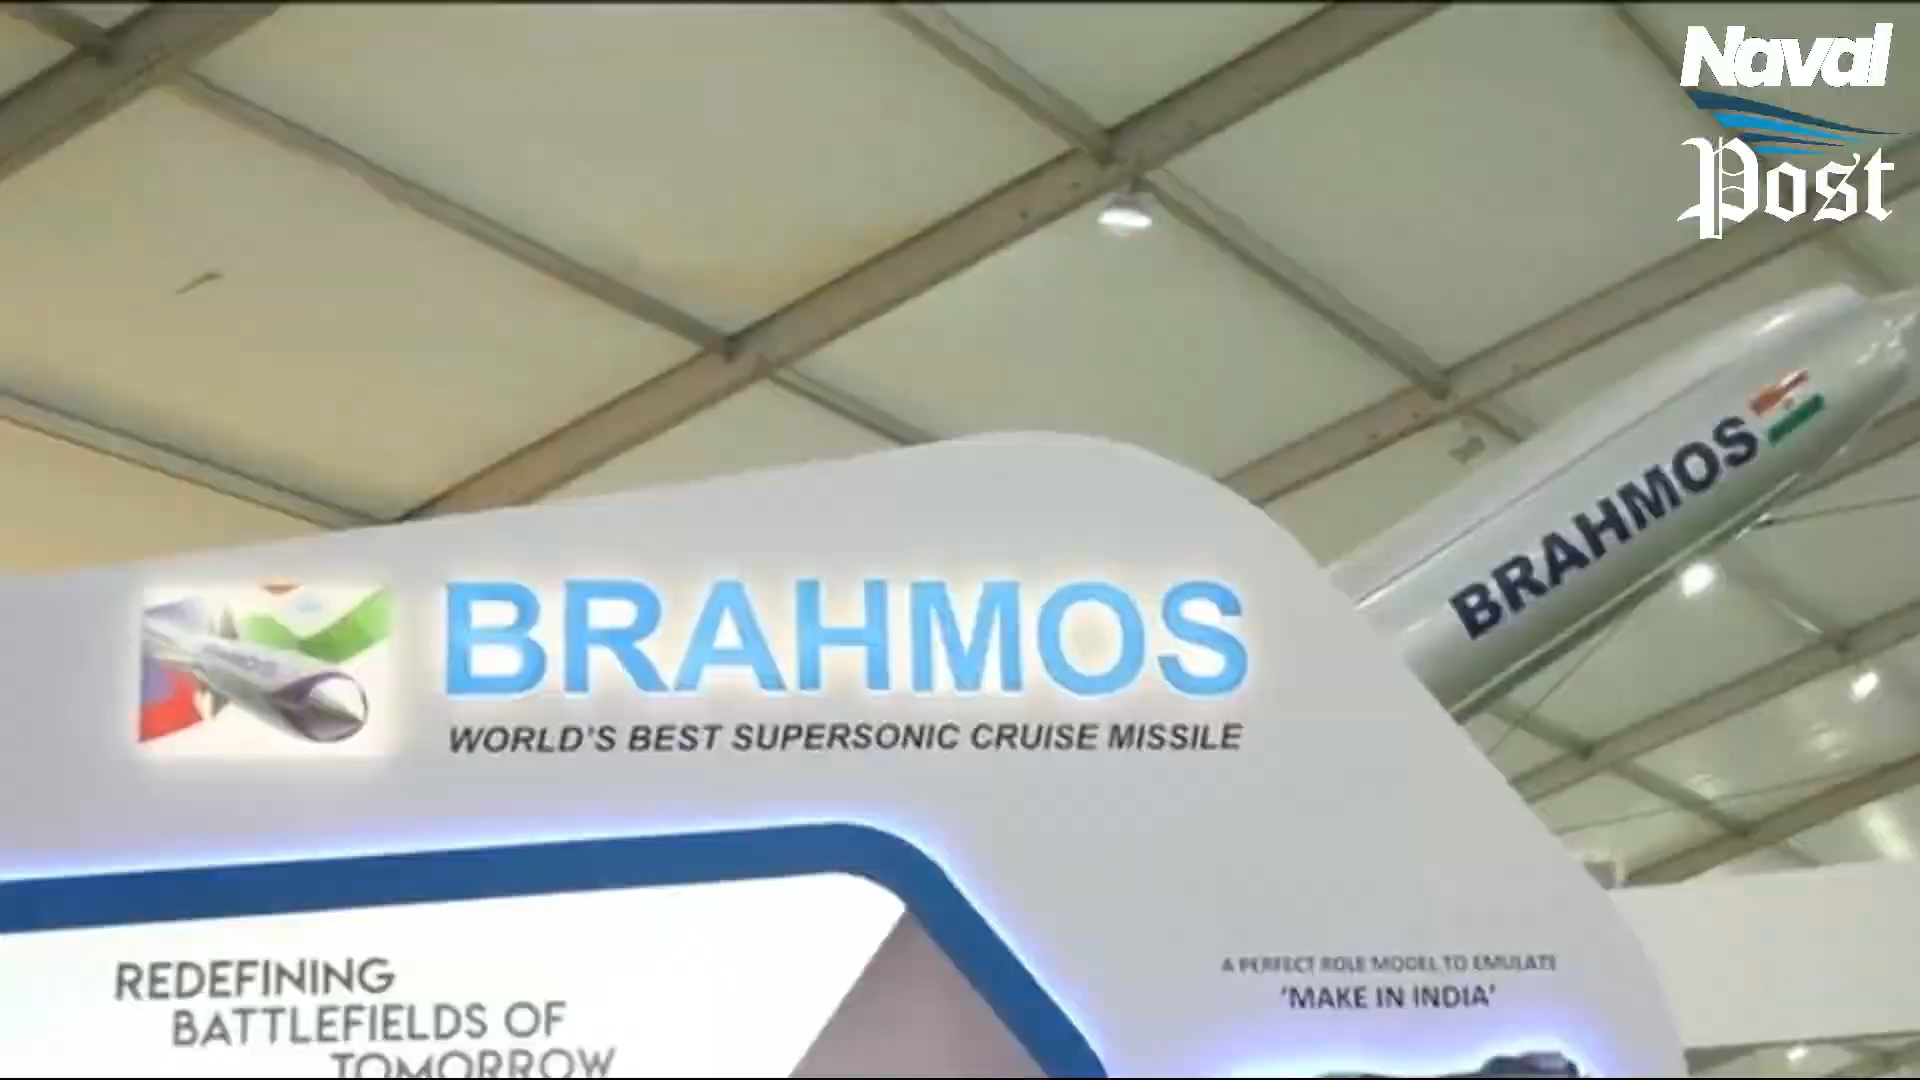 Naval
Post
BRAHMOS
BRAHMOS
WORLD'S BEST SUPERSONIC CRUISE MISSILE
A PERFECT ROLE MODEL TO EMULATE
'MAKE IN INDIA'
REDEFINING
BATTLEFIELDS OF
TOMORROW